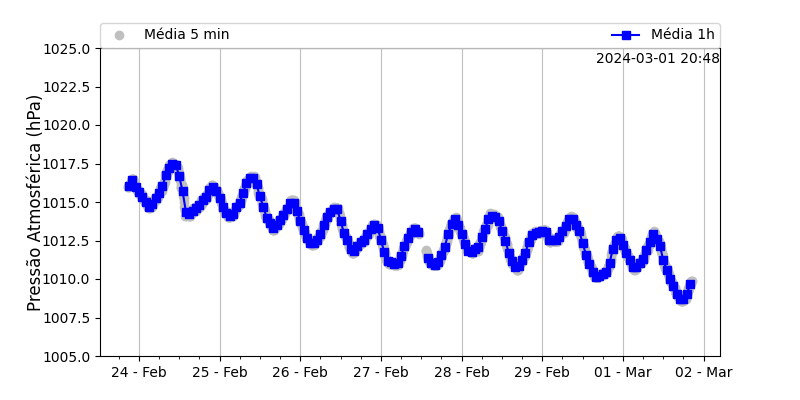 Média 5 min
Média 1h
2024-03-01 20:48
Pressão Atmosférica (hPa)
1025.0
1022.5
1020.0
1017.5
1015.0
1012.5
1010.0
1007.5
1005.0
24 - Feb
25 - Feb
26 - Feb
27 - Feb
28 - Feb
29 - Feb
01 - Mar
02 - Mar